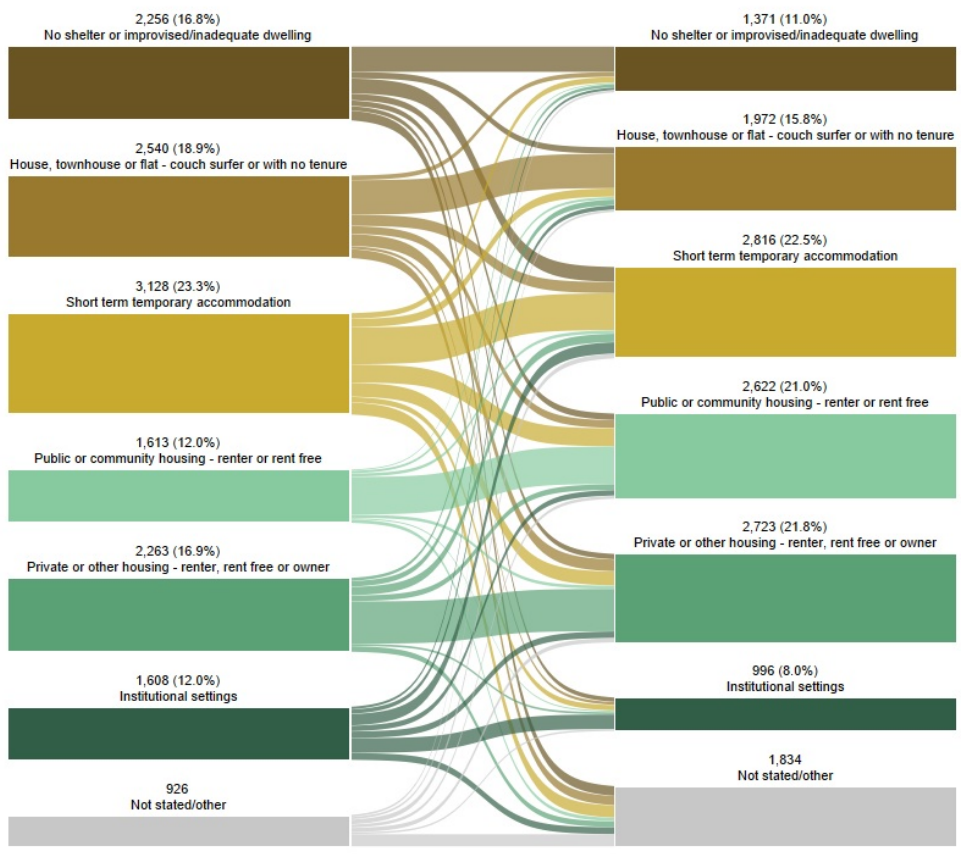 2,256 (16.8%)
No shelter or improvised/inadequate dwelling
2,540 (18.9%)
House, townhouse or flat - couch surfer or with no tenure
3,128 (23.3%)
Short term temporary accommodation
1,613 (12.0%)
Public or community housing - renter or rent free
2,263 (16.9%)
Private or other housing - renter, rent free or owner
1,608 (12.0%)
Institutional settings
926
Not stated/other
1,371 (11.0%)
No shelter or improvised/inadequate dwelling
1,972 (15.8%)
House, townhouse or flat - couch surfer or with no tenure
2,816 (22.5%)
Short term temporary accommodation
2,622 (21.0%)
Public or community housing - renter or rent free
2,723 (21.8%)
Private or other housing - renter, rent free or owner
996 (8.0%)
Institutional settings
1,834
Not stated/other